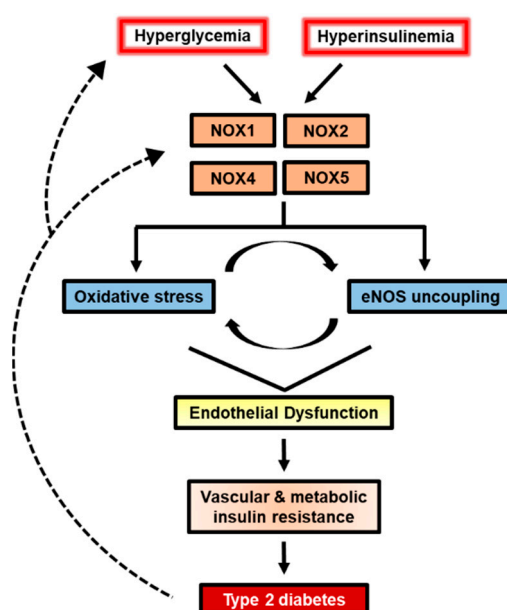 Hyperglycemia
Hyperinsulinemia
NOX1
NOX2
NOX4
NOX5
Oxidative stress
eNOS uncoupling
Endothelial Dysfunction
Vascular & metabolic
insulin resistance
Type 2 diabetes